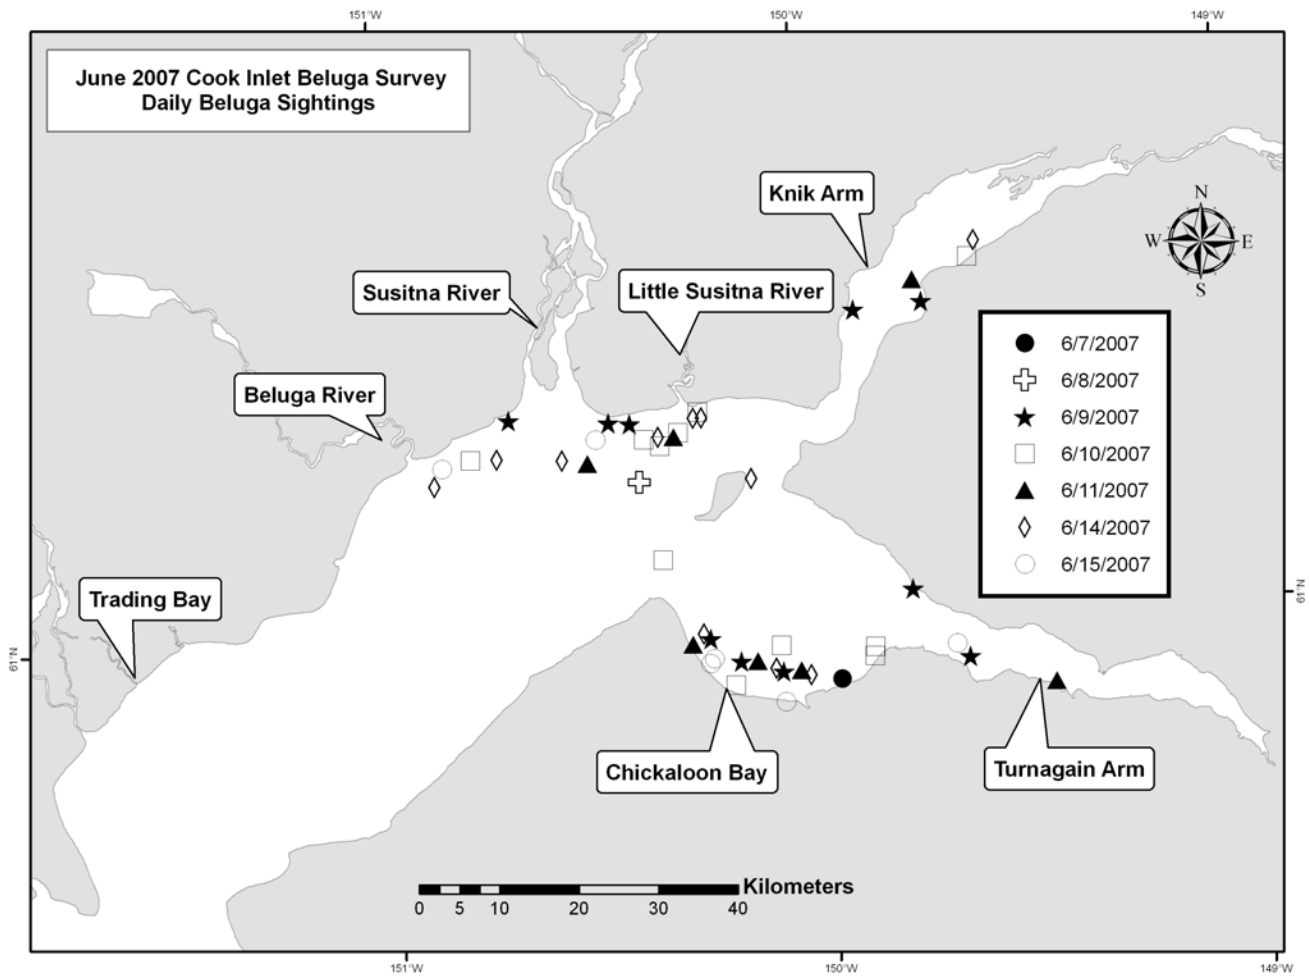 151°W
150°W
149°W
June 2007 Cook Inlet Beluga Survey
Daily Beluga Sightings
Knik Arm
N
W
E
S
Susitna River
Little Susitna River
Beluga River
6/7/2007
6/8/2007
6/9/2007
6/10/2007
6/11/2007
6/14/2007
6/15/2007
Trading Bay
61°N
61°N
Chickaloon Bay
Turnagain Arm
Kilometers
0 5 10 20 30 40
151°W
150°W
149°W